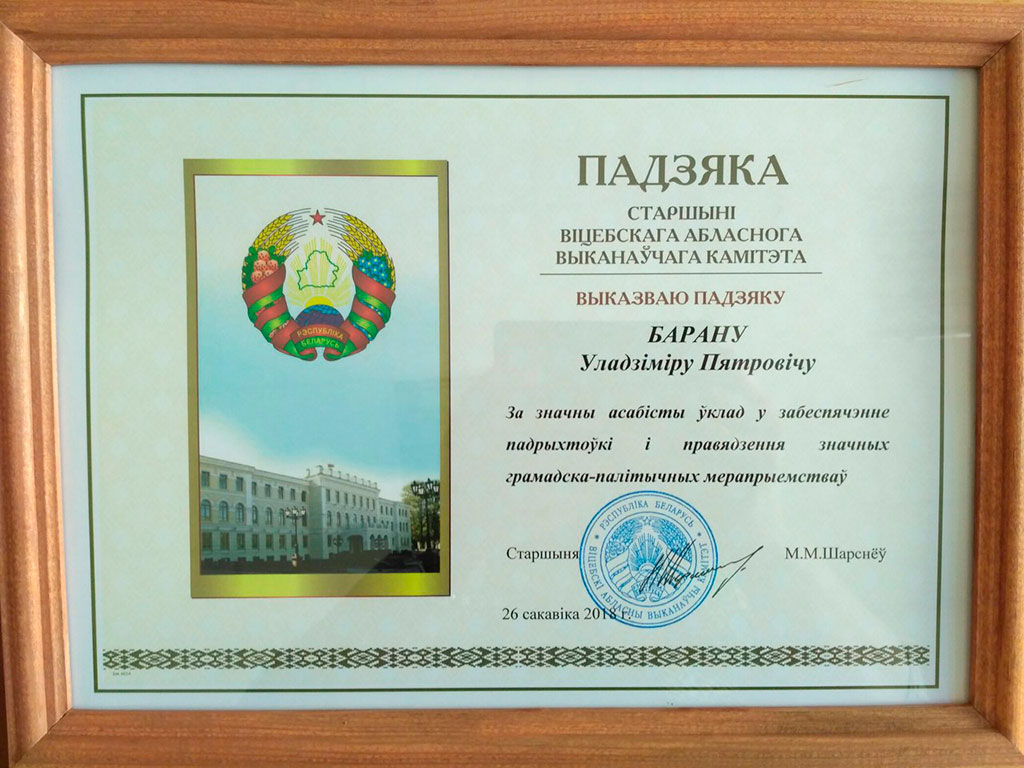 ПАДЗЯКА
СТАРШЫНІ
ВІЦЕБСКАГА АБЛАСНОГА
ВЫКАНАЎЧАГА КАМІТЭТА
ВЫКАЗВАЮ ПАДЗЯКУ
БАРАНУ
Уладзіміру Пятровічу
За значны асабісты ўклад у забеспячэнне
падрыхтоўкі і правядзення значных
грамадска-палітычных мерапрыемстваў
Старшыня
М.М.Шарснёў
26 сакавіка 2018 г.
РЭСПУБЛІКА БЕЛАРУСЬ
ВІЦЕБСКІ АБЛАСНЫ ВЫКАНАЎЧЫ КАМІТЭТ
РЭСПУБЛІКА
БЕЛАРУСЬ